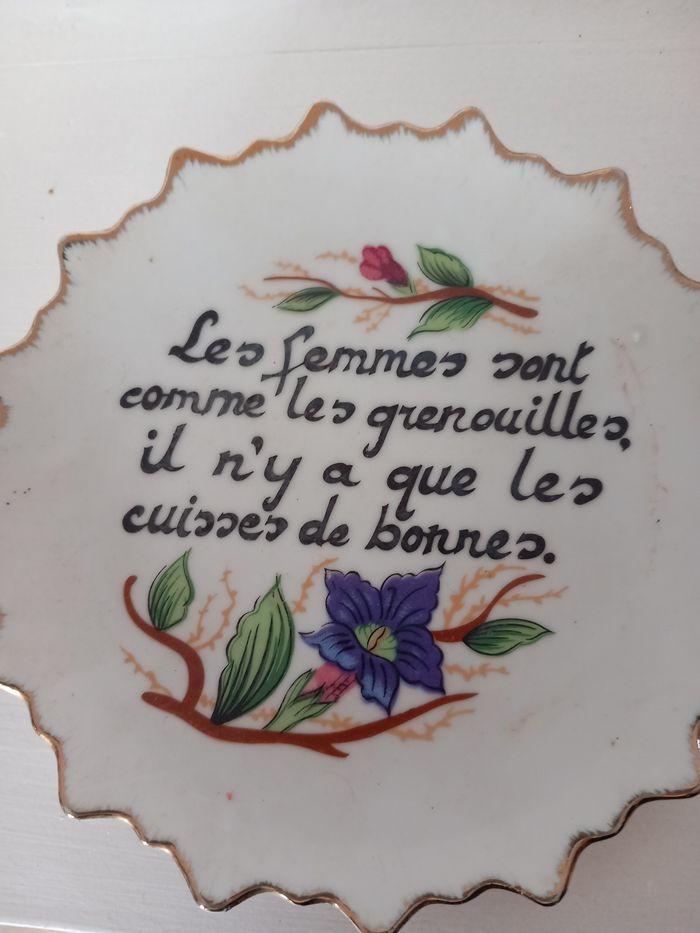 Les femmes sont
comme les grenouilles,
il n'y a que les
cuisses de bonnes.